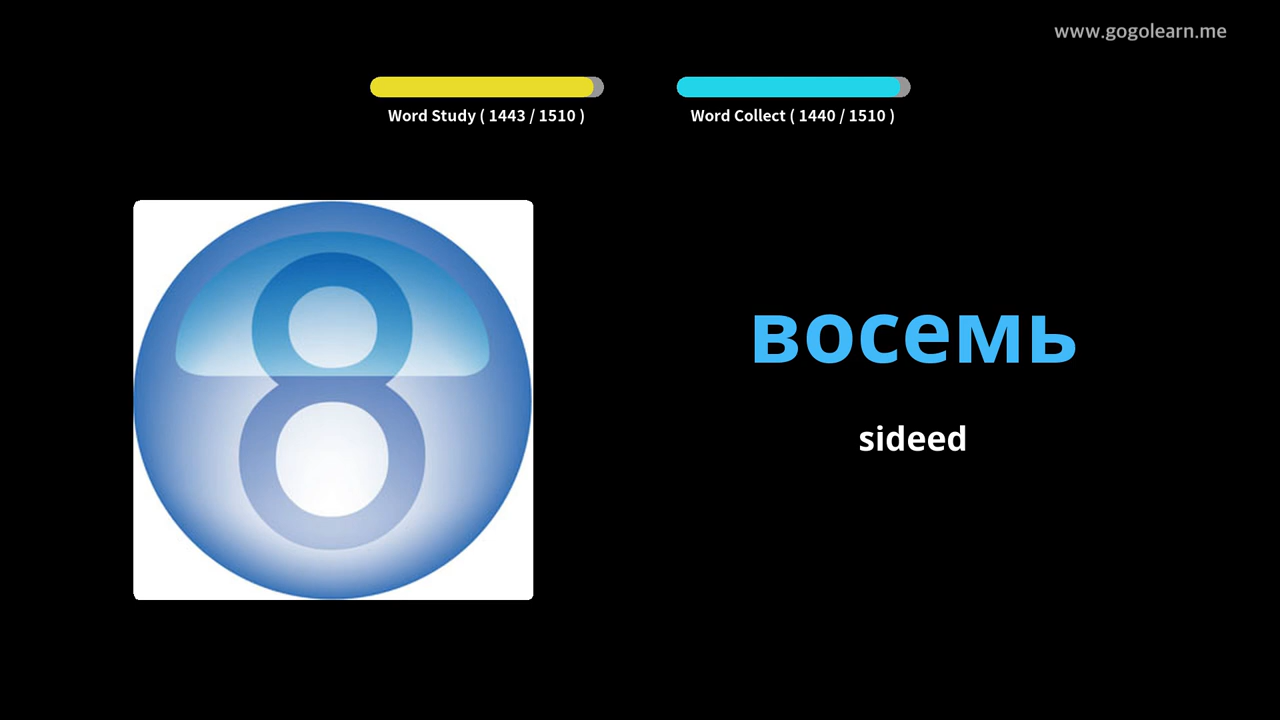 www.gogolearn.me
Word Study ( 1443 / 1510 )
Word Collect ( 1440 / 1510 )
8
восемь
sideed